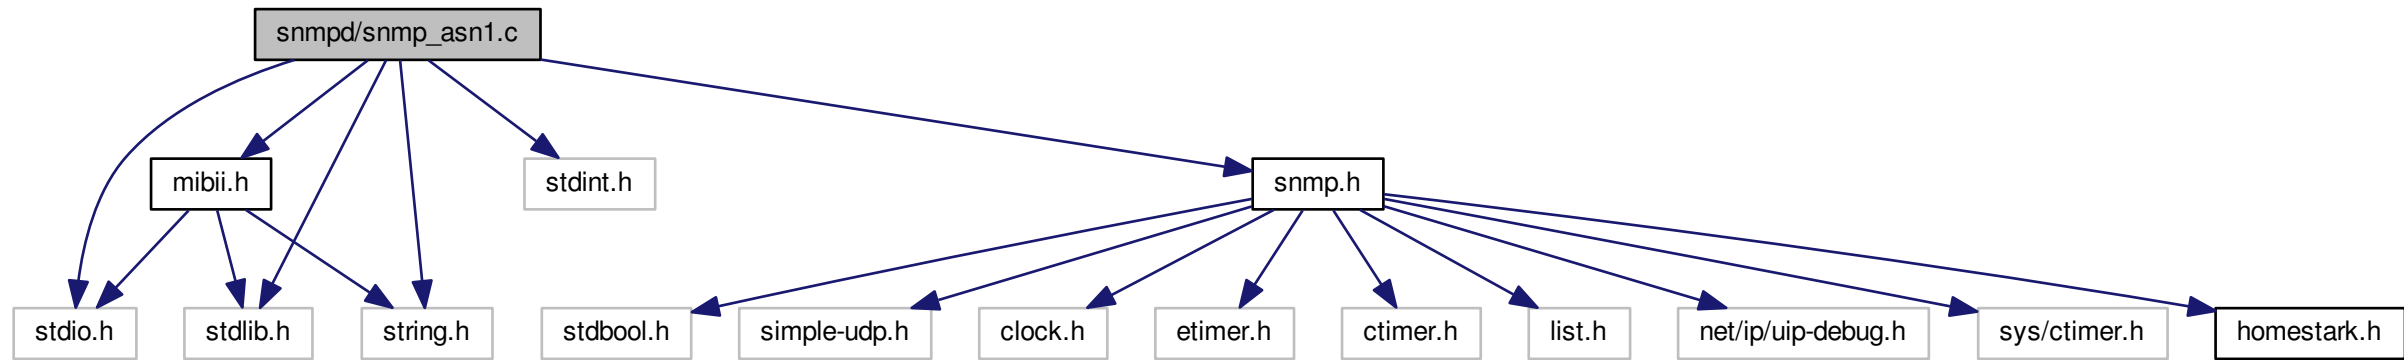 snmpd/snmp_asn1.c
mibii.h
stdint.h
snmp.h
stdio.h
stdlib.h
string.h
stdbool.h
simple-udp.h
clock.h
etimer.h
ctimer.h
list.h
net/ip/uip-debug.h
sys/ctimer.h
homestark.h